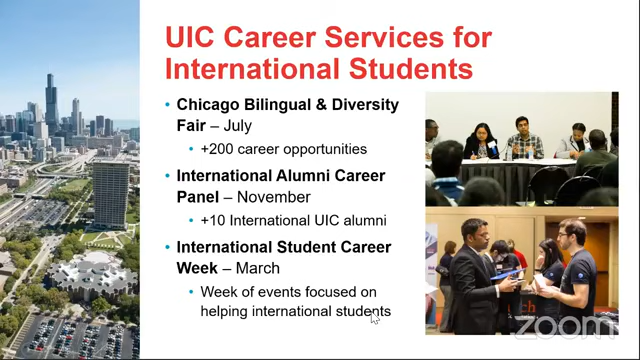 UIC Career Services for
International Students
• Chicago Bilingual & Diversity
Fair – July
• +200 career opportunities
• International Alumni Career
Panel – November
• +10 International UIC alumni
• International Student Career
Week – March
• Week of events focused on
helping international students
zoom